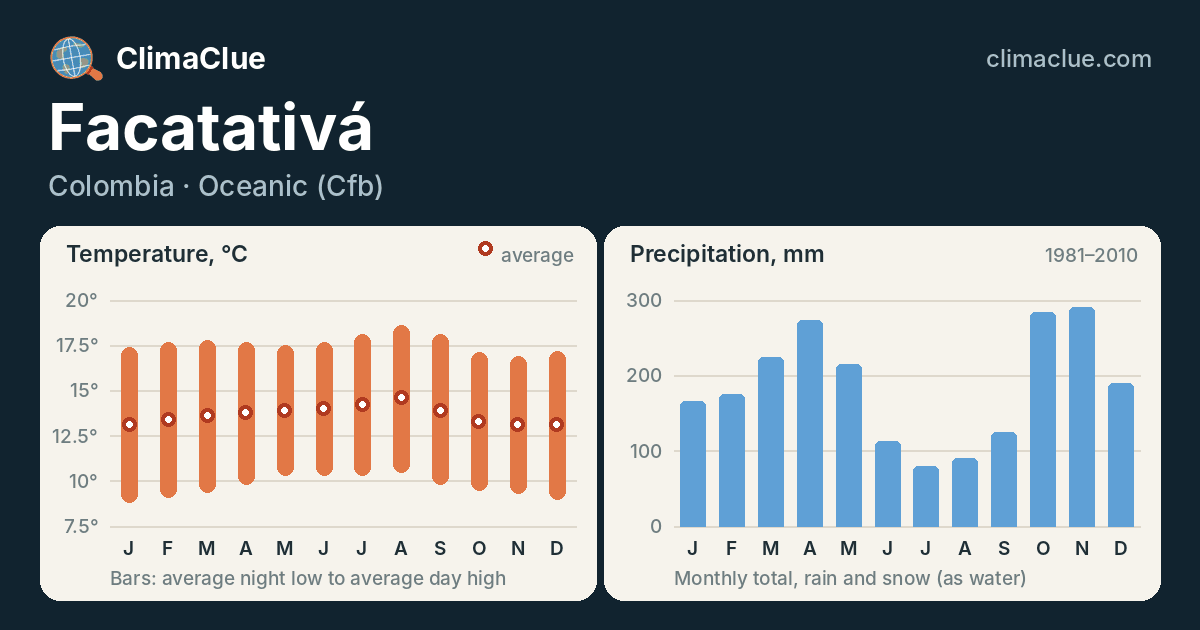 ClimaClue
climaclue.com
Facatativá
Colombia · Oceanic (Cfb)
Temperature, °C
average
20°
17.5°
15°
12.5°
10°
7.5°
J F M A M J J A S O N D
Bars: average night low to average day high
Precipitation, mm
1981–2010
300
200
100
0
J F M A M J J A S O N D
Monthly total, rain and snow (as water)